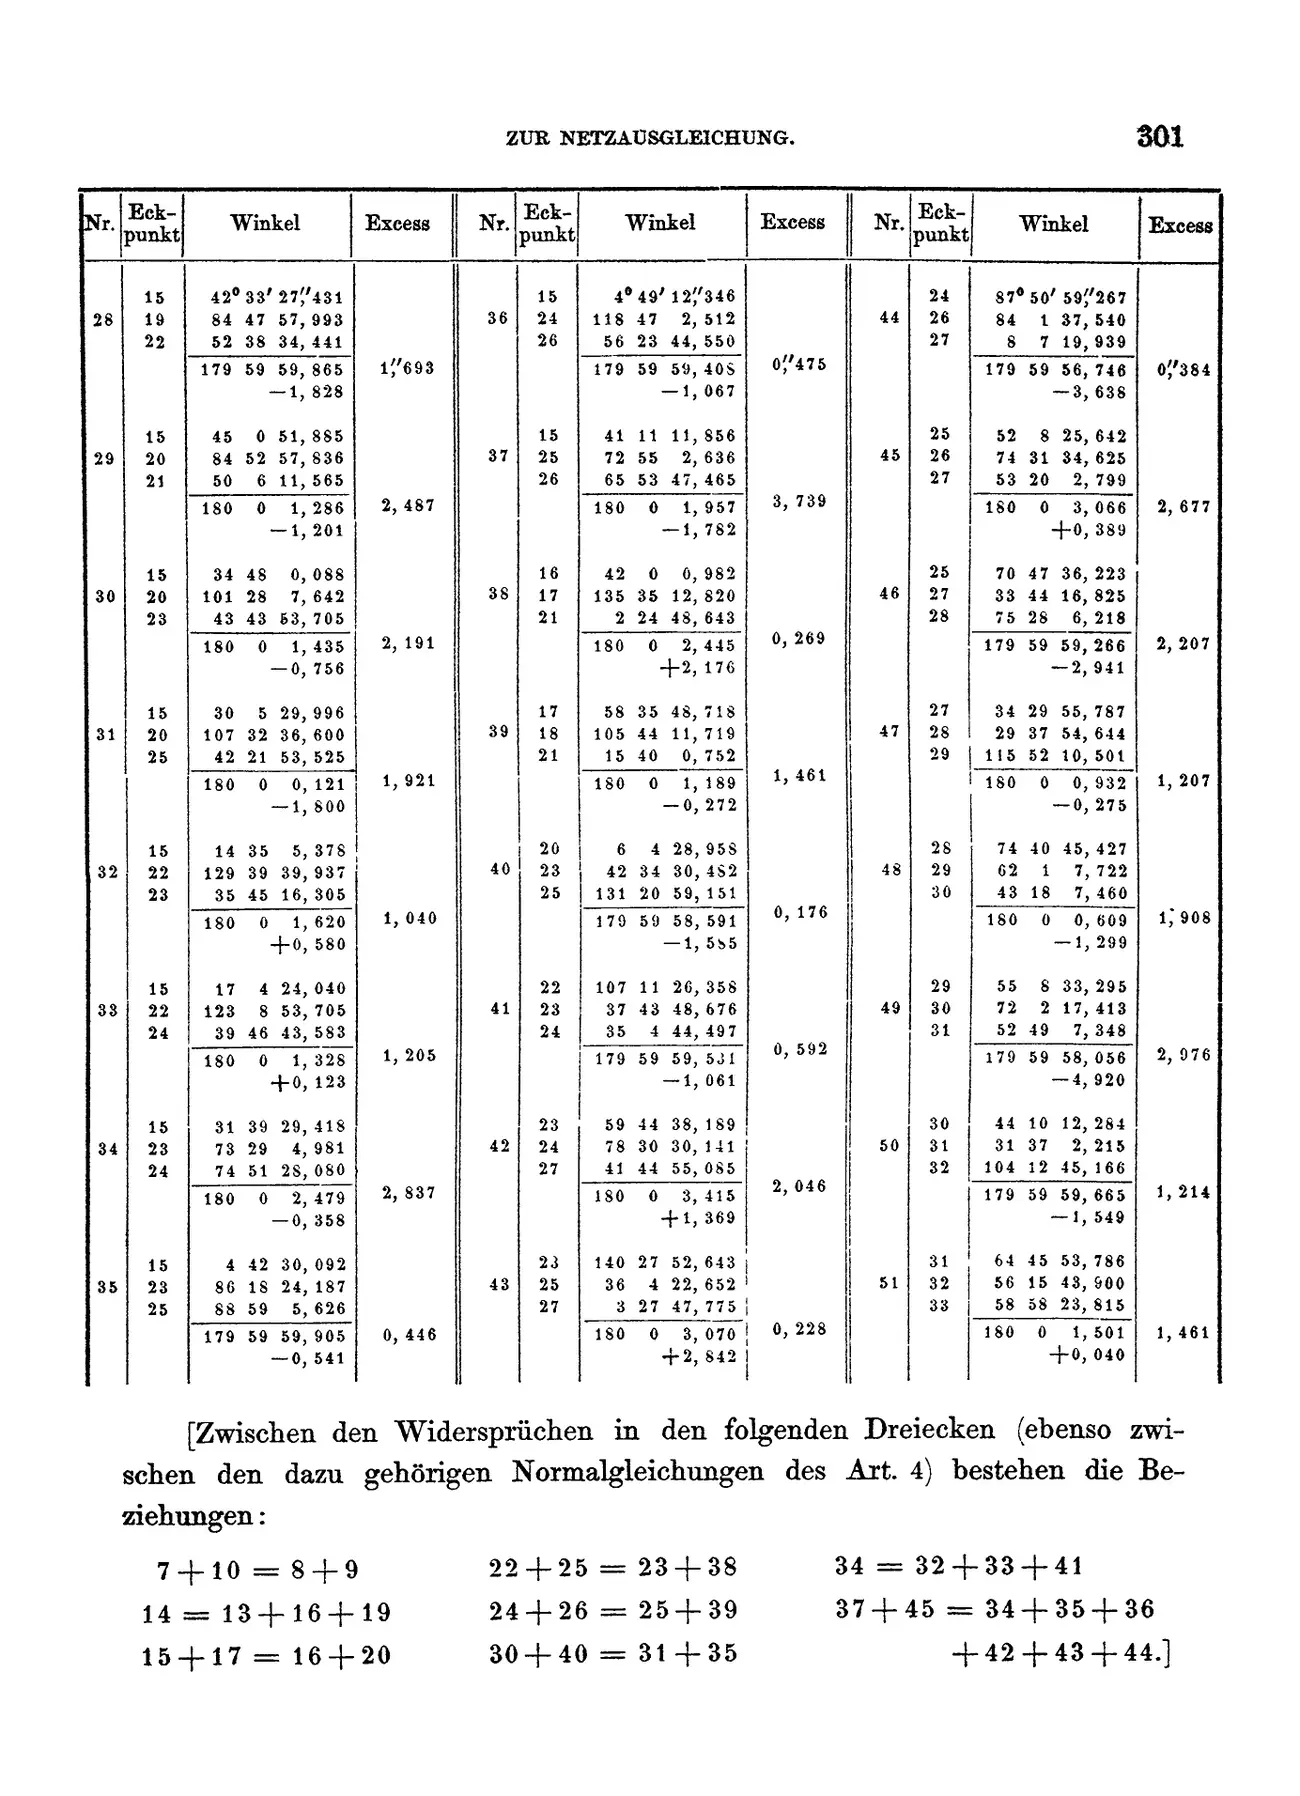 ZUR NETZAUSGLEICHUNG. 301
Nr. Eck-punkt Winkel Excess Nr. Eck-punkt Winkel Excess Nr. Eck-punkt Winkel Excess
15 42° 33′ 27,″431 15 4° 49′ 12,″346 24 87° 50′ 59,″267
28 19 84 47 57,993 36 24 118 47 2,512 44 26 84 1 37,540
22 52 38 34,441 26 56 23 44,550 27 8 7 19,939
179 59 59,865 1,″693 179 59 59,408 0,″475 179 59 56,746 0,″384
—1,828 —1,067 —3,638
15 45 0 51,885 15 41 11 11,856 25 52 8 25,642
29 20 84 52 57,836 37 25 72 55 2,636 45 26 74 31 34,625
21 50 6 11,565 26 65 53 47,465 27 53 20 2,799
180 0 1,286 2,487 180 0 1,957 3,739 180 0 3,066 2,677
—1,201 —1,782 +0,389
15 34 48 0,088 16 42 0 0,982 25 70 47 36,223
30 20 101 28 7,642 38 17 135 35 12,820 46 27 33 44 16,825
23 43 43 53,705 21 2 24 48,643 28 75 28 6,218
180 0 1,435 2,191 180 0 2,445 0,269 179 59 59,266 2,207
—0,756 +2,176 —2,941
15 30 5 29,996 17 58 35 48,718 27 34 29 55,787
31 20 107 32 36,600 39 18 105 44 11,719 47 28 29 37 54,644
25 42 21 53,525 21 15 40 0,752 29 115 52 10,501
180 0 0,121 1,921 180 0 1,189 1,461 180 0 0,932 1,207
—1,800 —0,272 —0,275
15 14 35 5,378 20 6 4 28,958 28 74 40 45,427
32 22 129 39 39,937 40 23 42 34 30,482 48 29 62 1 7,722
23 35 45 16,305 25 131 20 59,151 30 43 18 7,460
180 0 1,620 1,040 179 59 58,591 0,176 180 0 0,609 1,908
+0,580 —1,585 —1,299
15 17 4 24,040 22 107 11 26,358 29 55 8 33,295
33 22 123 8 53,705 41 23 37 43 48,676 49 30 72 2 17,413
24 39 46 43,583 24 35 4 44,497 31 52 49 7,348
180 0 1,328 1,205 179 59 59,531 0,592 179 59 58,056 2,976
+0,123 —1,061 —4,920
15 31 39 29,418 23 59 44 38,189 30 44 10 12,284
34 23 73 29 4,981 42 24 78 30 30,141 50 31 31 37 2,215
24 74 51 28,080 27 41 44 55,085 32 104 12 45,166
180 0 2,479 2,837 180 0 3,415 2,046 179 59 59,665 1,214
—0,358 +1,369 —1,549
15 4 42 30,092 23 140 27 52,643 31 64 45 53,786
35 23 86 18 24,187 43 25 36 4 22,652 51 32 56 15 43,900
25 88 59 5,626 27 3 27 47,775 33 58 58 23,815
179 59 59,905 0,446 180 0 3,070 0,228 180 0 1,501 1,461
—0,541 +2,842 +0,040
[Zwischen den Widersprüchen in den folgenden Dreiecken (ebenso zwi-
schen den dazu gehörigen Normalgleichungen des Art. 4) bestehen die Be-
ziehungen:
7+10 = 8+9 22+25 = 23+38 34 = 32+33+41
14 = 13+16+19 24+26 = 25+39 37+45 = 34+35+36
15+17 = 16+20 30+40 = 31+35 +42+43+44.]